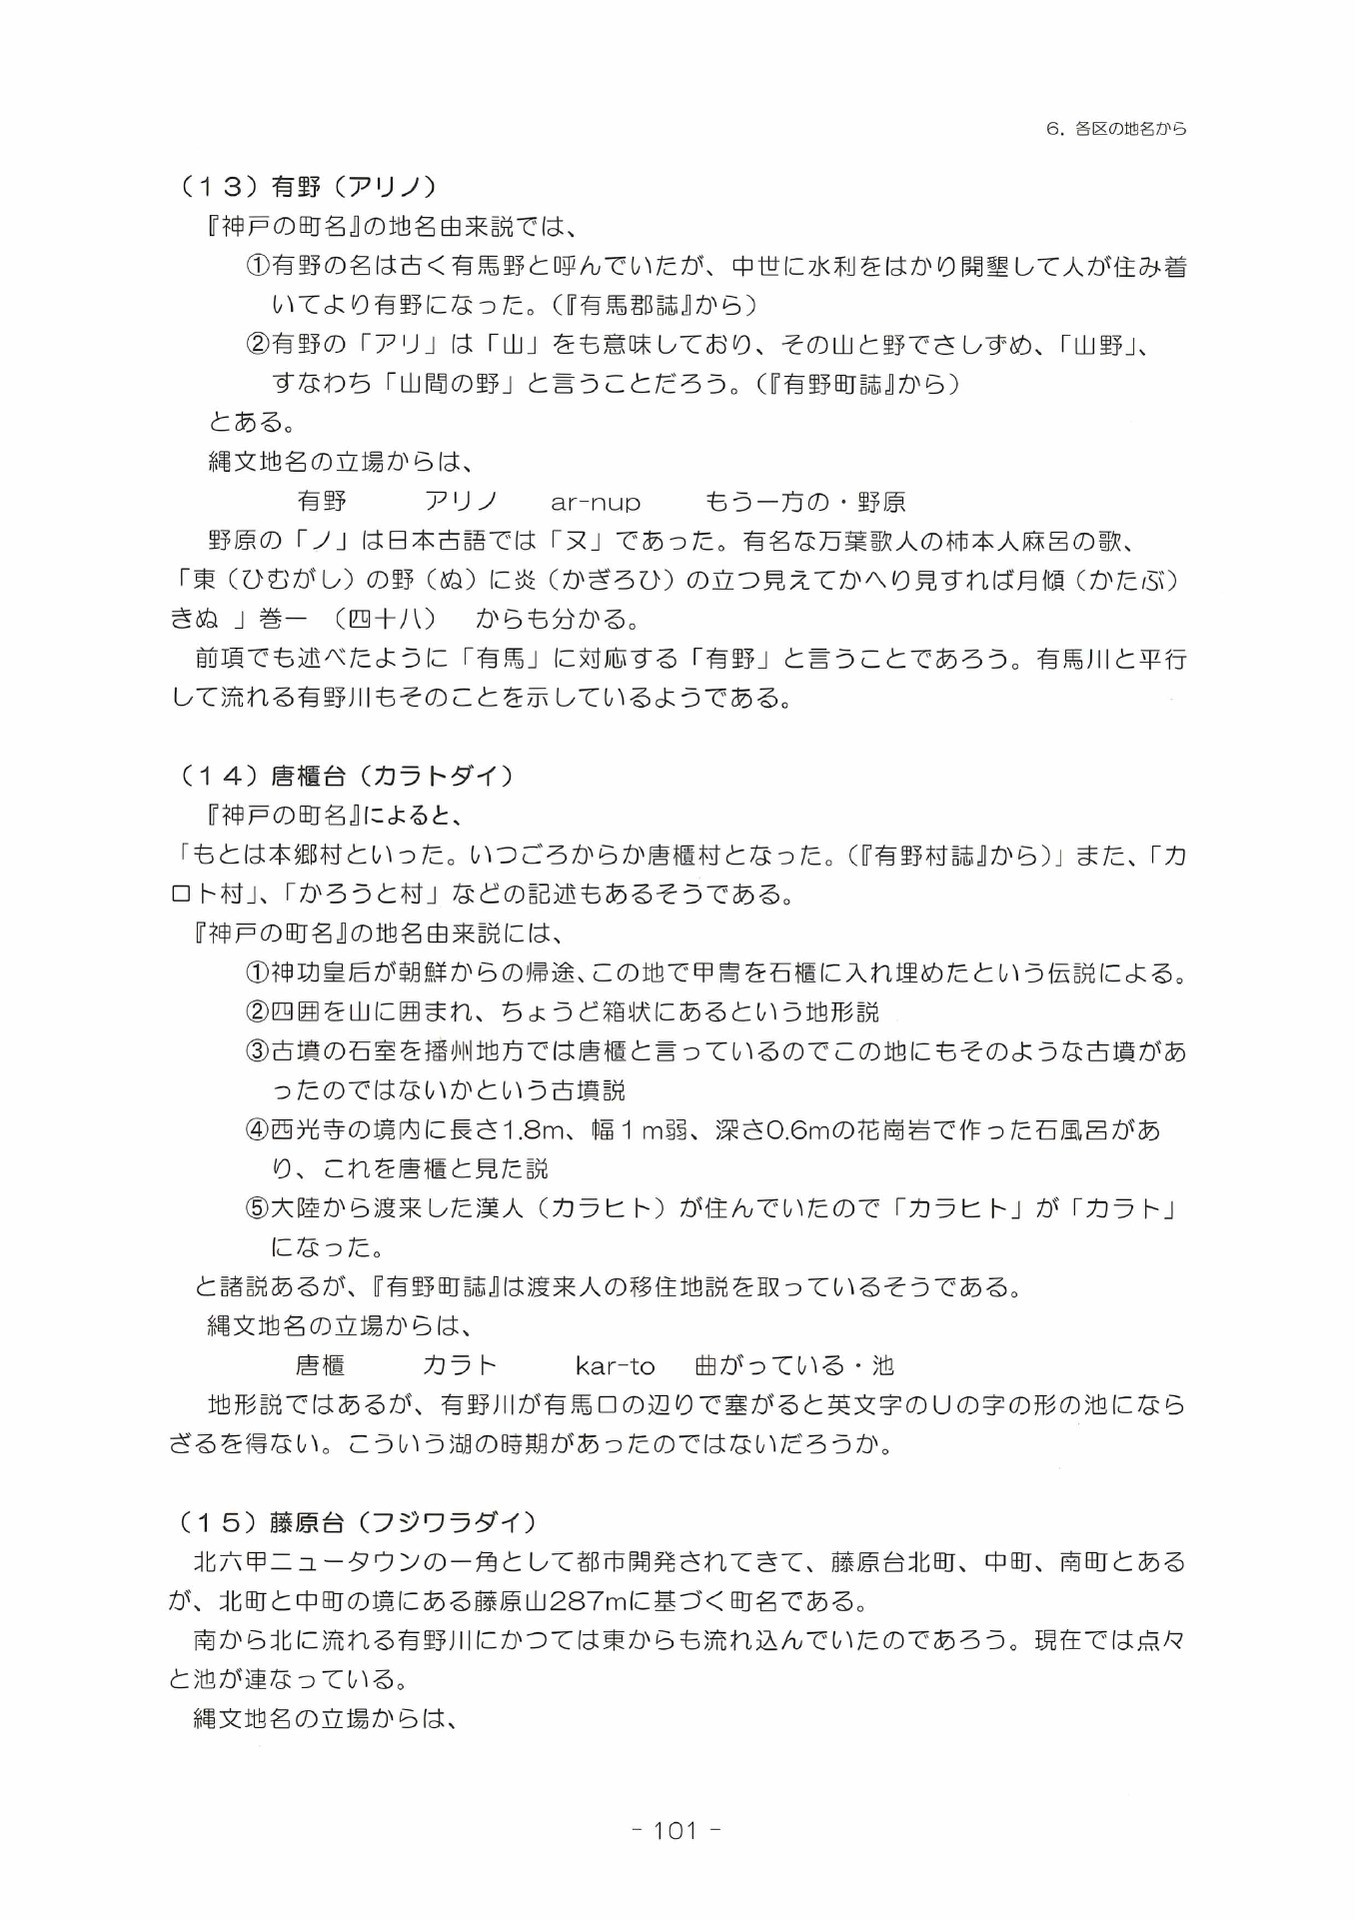 6．各区の地名から
（１３）有野（アリノ）
『神戸の町名』の地名由来説では、
①有野の名は古く有馬野と呼んでいたが、中世に水利をはかり開墾して人が住み着
いてより有野になった。（『有馬郡誌』から）
②有野の「アリ」は「山」をも意味しており、その山と野でさしずめ、「山野」、
すなわち「山間の野」と言うことだろう。（『有野町誌』から）
とある。
縄文地名の立場からは、
有野　　　アリノ　　ar-nup　　もう一方の・野原
野原の「ノ」は日本古語では「ヌ」であった。有名な万葉歌人の柿本人麻呂の歌、
「東（ひむがし）の野（ぬ）に炎（かぎろひ）の立つ見えてかへり見すれば月傾（かたぶ）
きぬ 」巻一　（四十八）　からも分かる。
前項でも述べたように「有馬」に対応する「有野」と言うことであろう。有馬川と平行
して流れる有野川もそのことを示しているようである。
（１４）唐櫃台（カラトダイ）
『神戸の町名』によると、
「もとは本郷村といった。いつごろからか唐櫃村となった。（『有野村誌』から）」また、「カ
ロト村」、「かろうと村」などの記述もあるそうである。
『神戸の町名』の地名由来説には、
①神功皇后が朝鮮からの帰途、この地で甲冑を石櫃に入れ埋めたという伝説による。
②四囲を山に囲まれ、ちょうど箱状にあるという地形説
③古墳の石室を播州地方では唐櫃と言っているのでこの地にもそのような古墳があ
ったのではないかという古墳説
④西光寺の境内に長さ1.8m、幅１m弱、深さ0.6mの花崗岩で作った石風呂があ
り、これを唐櫃と見た説
⑤大陸から渡来した漢人（カラヒト）が住んでいたので「カラヒト」が「カラト」
になった。
と諸説あるが、『有野町誌』は渡来人の移住地説を取っているそうである。
縄文地名の立場からは、
唐櫃　　　カラト　　　kar-to　曲がっている・池
地形説ではあるが、有野川が有馬口の辺りで塞がると英文字のUの字の形の池になら
ざるを得ない。こういう湖の時期があったのではないだろうか。
（１５）藤原台（フジワラダイ）
北六甲ニュータウンの一角として都市開発されてきて、藤原台北町、中町、南町とある
が、北町と中町の境にある藤原山287mに基づく町名である。
南から北に流れる有野川にかつては東からも流れ込んでいたのであろう。現在では点々
と池が連なっている。
縄文地名の立場からは、
- 101 -